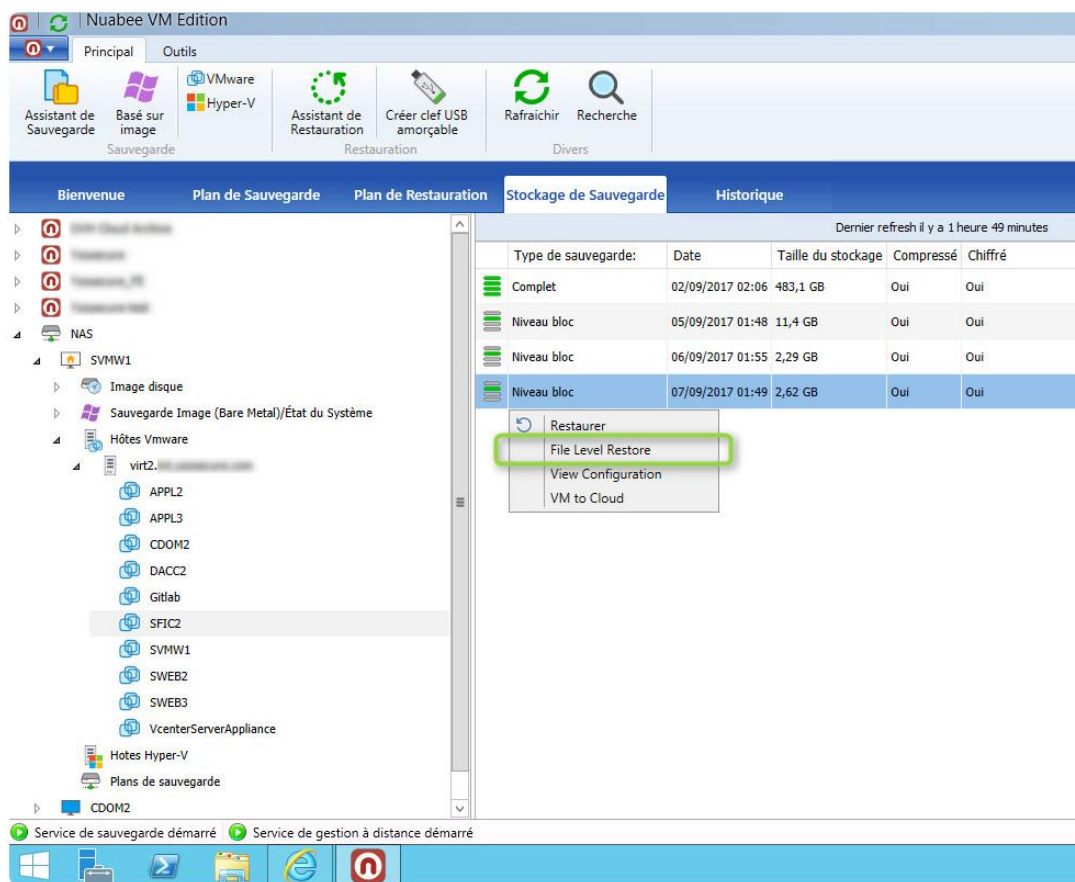 Nuabee VM Edition
Principal Outils
Assistant de Sauvegarde
Basé sur image
VMware
Hyper-V
Assistant de Restauration
Créer clef USB amorçable
Rafraichir
Recherche
Sauvegarde
Restauration
Divers
Bienvenue Plan de Sauvegarde Plan de Restauration Stockage de Sauvegarde Historique
NAS
SVMW1
Image disque
Sauvegarde Image (Bare Metal)/État du Système
Hôtes Vmware
virt2.
APPL2
APPL3
CDOM2
DACC2
Gitlab
SFIC2
SVMW1
SWEB2
SWEB3
VcenterServerAppliance
Hotes Hyper-V
Plans de sauvegarde
CDOM2
Dernier refresh il y a 1 heure 49 minutes
Type de sauvegarde: Date Taille du stockage Compressé Chiffré
Complet 02/09/2017 02:06 483,1 GB Oui Oui
Niveau bloc 05/09/2017 01:48 11,4 GB Oui Oui
Niveau bloc 06/09/2017 01:55 2,29 GB Oui Oui
Niveau bloc 07/09/2017 01:49 2,62 GB Oui Oui
Restaurer
File Level Restore
View Configuration
VM to Cloud
Service de sauvegarde démarré Service de gestion à distance démarré